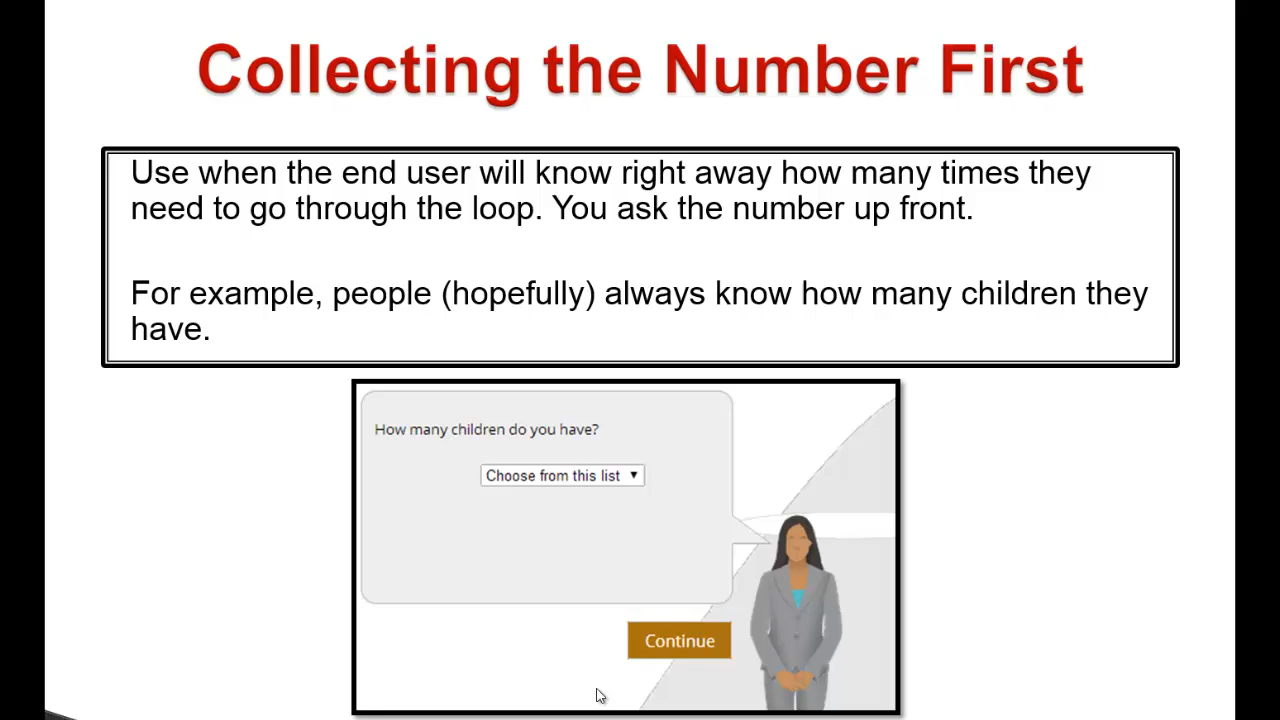 Collecting the Number First
Use when the end user will know right away how many times they
need to go through the loop. You ask the number up front.
For example, people (hopefully) always know how many children they
have.
How many children do you have?
Choose from this list
Continue